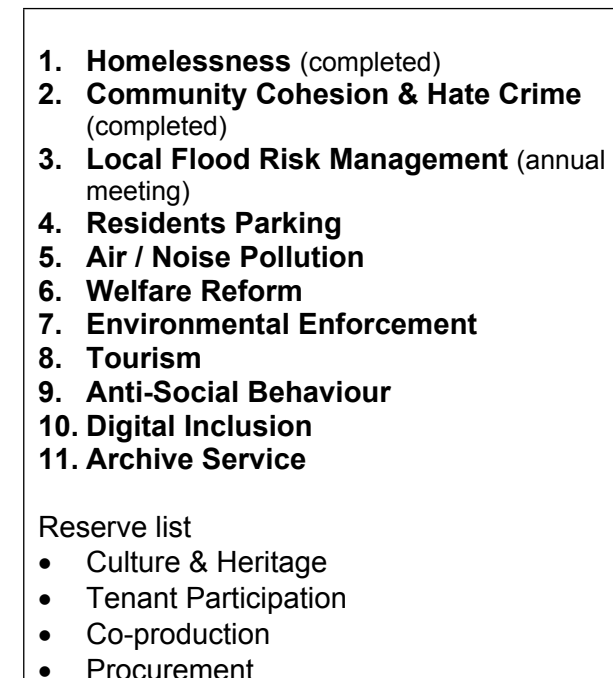 1. Homelessness (completed)
2. Community Cohesion & Hate Crime
(completed)
3. Local Flood Risk Management (annual
meeting)
4. Residents Parking
5. Air / Noise Pollution
6. Welfare Reform
7. Environmental Enforcement
8. Tourism
9. Anti-Social Behaviour
10. Digital Inclusion
11. Archive Service
Reserve list
• Culture & Heritage
• Tenant Participation
• Co-production
• Procurement